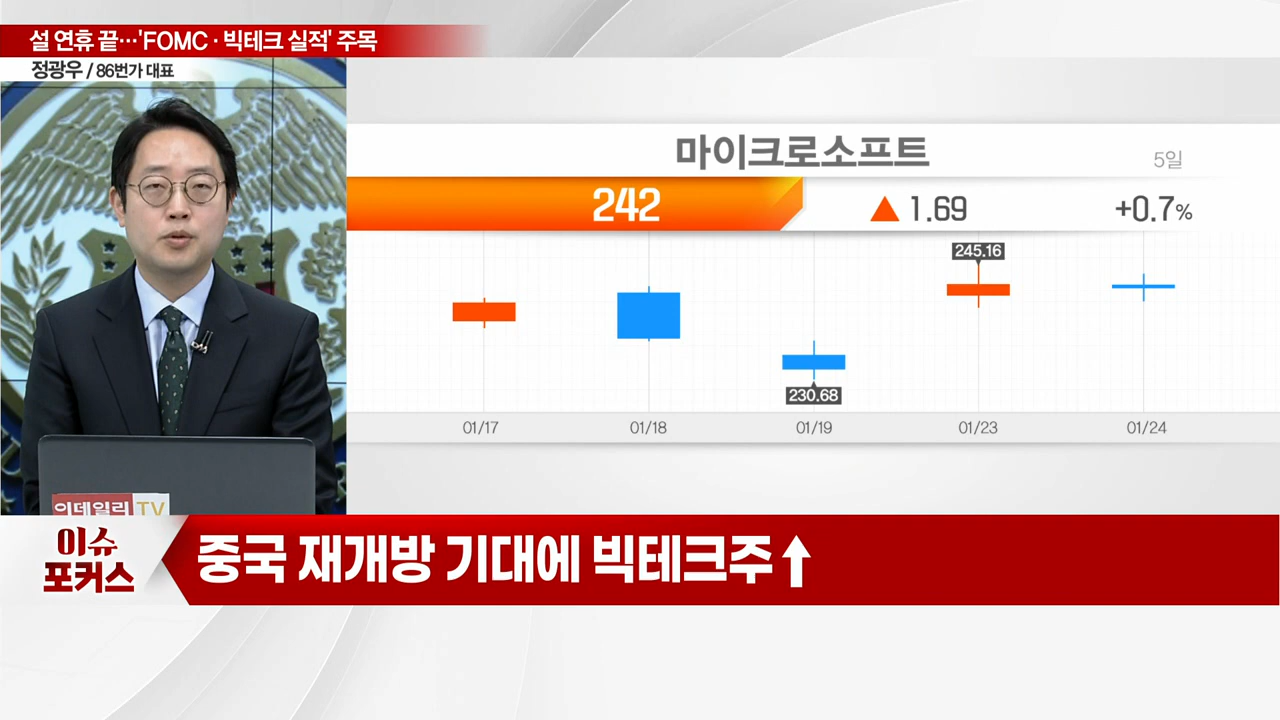 설 연휴 끝…'FOMC·빅테크 실적' 주목
정광우 / 86번가 대표
마이크로소프트
5일
242
▲ 1.69
+0.7%
245.16
230.68
01/17
01/18
01/19
01/23
01/24
이데일리 TV
이슈
포커스
중국 재개방 기대에 빅테크주↑